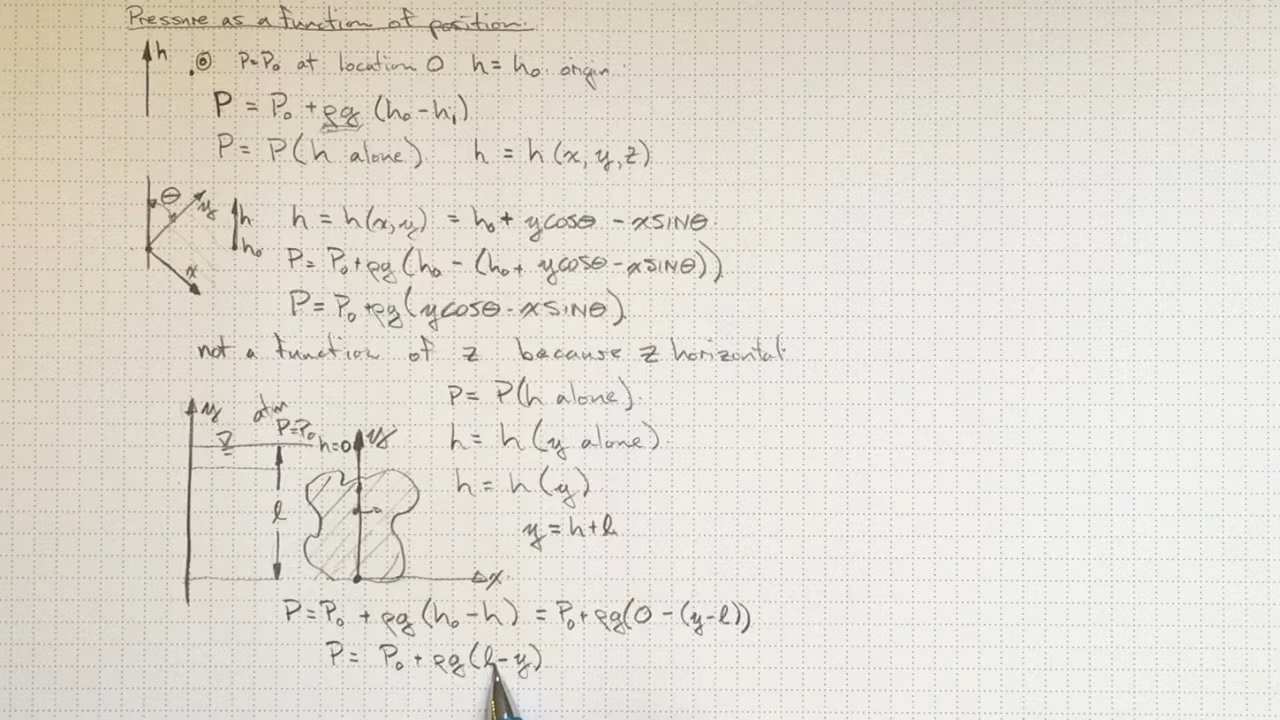 Pressure as a function of position.
h
P=P₀ at location O h = h₀ origin
P = P₀ + ρg (h₀ - h₁)
P = P(h alone) h = h(x, y, z)
θ y h h = h(x,y) = h₀ + y cosθ - x SINθ
h₀ P = P₀ + ρg(h₀ - (h₀ + y cosθ - x SINθ))
x P = P₀ + ρg(y cosθ - x SINθ)
not a function of z because z horizontal
P = P(h alone)
y atm P=P₀ h=0 y h = h(y alone)
h = h(y)
l y = h + l
x
P = P₀ + ρg(h₀ - h) = P₀ + ρg(0 - (y - l))
P = P₀ + ρg(l - y)